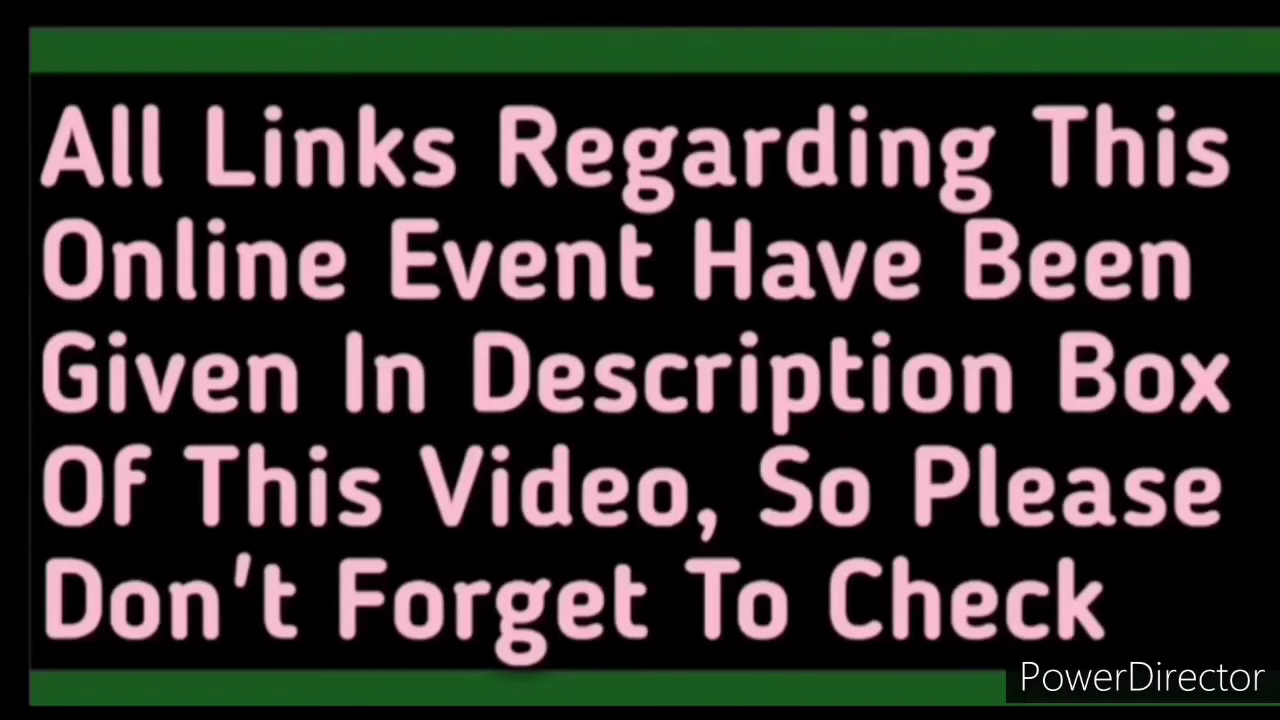 All Links Regarding This
Online Event Have Been
Given In Description Box
Of This Video, So Please
Don't Forget To Check
PowerDirector